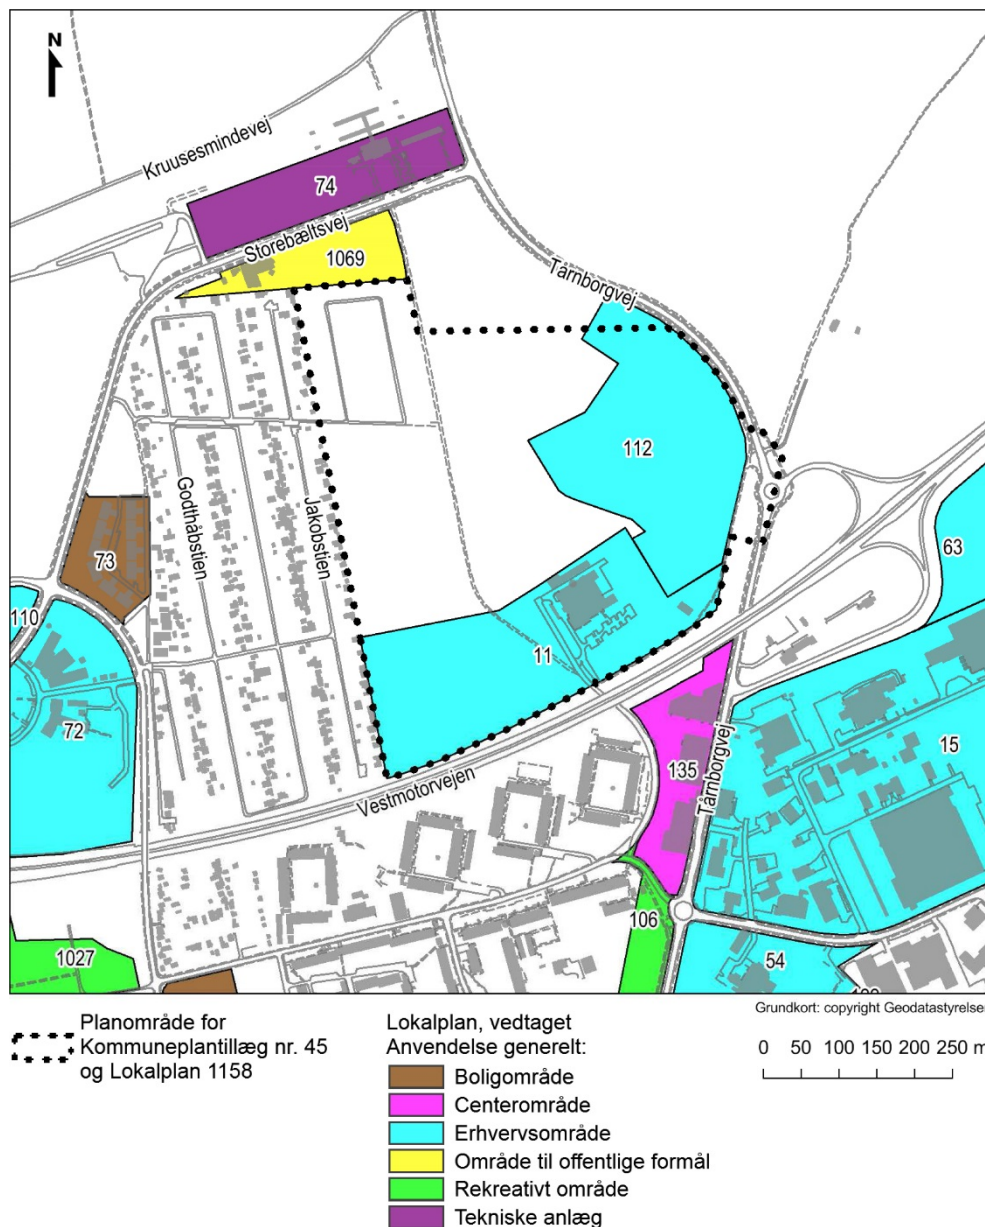 N
Kruusesmindevej
74
Storebæltsvej
1069
Tårnborgvej
112
Godthåbstien
Jakobstien
73
63
110
11
72
15
135
Tårnborgvej
Vestmotorvejen
106
1027
54
Grundkort: copyright Geodatastyrelsen
Planområde for
Kommuneplantillæg nr. 45
og Lokalplan 1158
Lokalplan, vedtaget
Anvendelse generelt:
0 50 100 150 200 250 m
Boligområde
Centerområde
Erhvervsområde
Område til offentlige formål
Rekreativt område
Tekniske anlæg